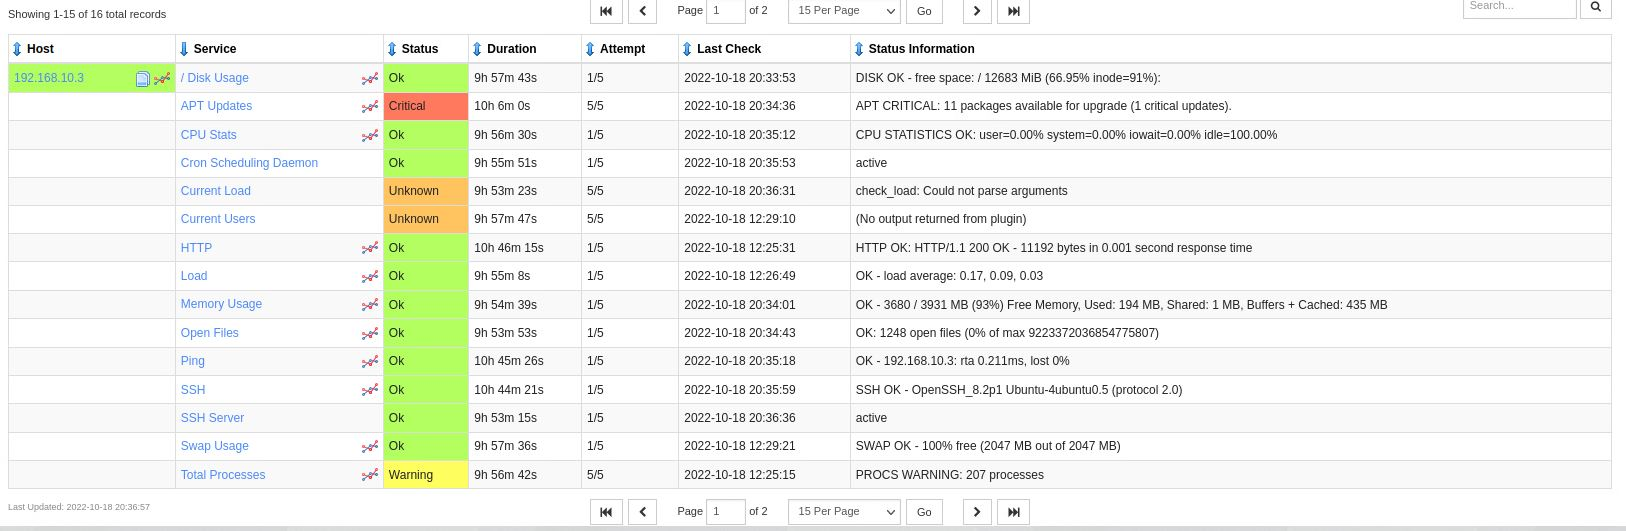 Showing 1-15 of 16 total records Page 1 of 2 15 Per Page Go Search...
Host Service Status Duration Attempt Last Check Status Information
192.168.10.3 / Disk Usage Ok 9h 57m 43s 1/5 2022-10-18 20:33:53 DISK OK - free space: / 12683 MiB (66.95% inode=91%):
APT Updates Critical 10h 6m 0s 5/5 2022-10-18 20:34:36 APT CRITICAL: 11 packages available for upgrade (1 critical updates).
CPU Stats Ok 9h 56m 30s 1/5 2022-10-18 20:35:12 CPU STATISTICS OK: user=0.00% system=0.00% iowait=0.00% idle=100.00%
Cron Scheduling Daemon Ok 9h 55m 51s 1/5 2022-10-18 20:35:53 active
Current Load Unknown 9h 53m 23s 5/5 2022-10-18 20:36:31 check_load: Could not parse arguments
Current Users Unknown 9h 57m 47s 5/5 2022-10-18 12:29:10 (No output returned from plugin)
HTTP Ok 10h 46m 15s 1/5 2022-10-18 12:25:31 HTTP OK: HTTP/1.1 200 OK - 11192 bytes in 0.001 second response time
Load Ok 9h 55m 8s 1/5 2022-10-18 12:26:49 OK - load average: 0.17, 0.09, 0.03
Memory Usage Ok 9h 54m 39s 1/5 2022-10-18 20:34:01 OK - 3680 / 3931 MB (93%) Free Memory, Used: 194 MB, Shared: 1 MB, Buffers + Cached: 435 MB
Open Files Ok 9h 53m 53s 1/5 2022-10-18 20:34:43 OK: 1248 open files (0% of max 9223372036854775807)
Ping Ok 10h 45m 26s 1/5 2022-10-18 20:35:18 OK - 192.168.10.3: rta 0.211ms, lost 0%
SSH Ok 10h 44m 21s 1/5 2022-10-18 20:35:59 SSH OK - OpenSSH_8.2p1 Ubuntu-4ubuntu0.5 (protocol 2.0)
SSH Server Ok 9h 53m 15s 1/5 2022-10-18 20:36:36 active
Swap Usage Ok 9h 57m 36s 1/5 2022-10-18 12:29:21 SWAP OK - 100% free (2047 MB out of 2047 MB)
Total Processes Warning 9h 56m 42s 5/5 2022-10-18 12:25:15 PROCS WARNING: 207 processes
Last Updated: 2022-10-18 20:36:57 Page 1 of 2 15 Per Page Go